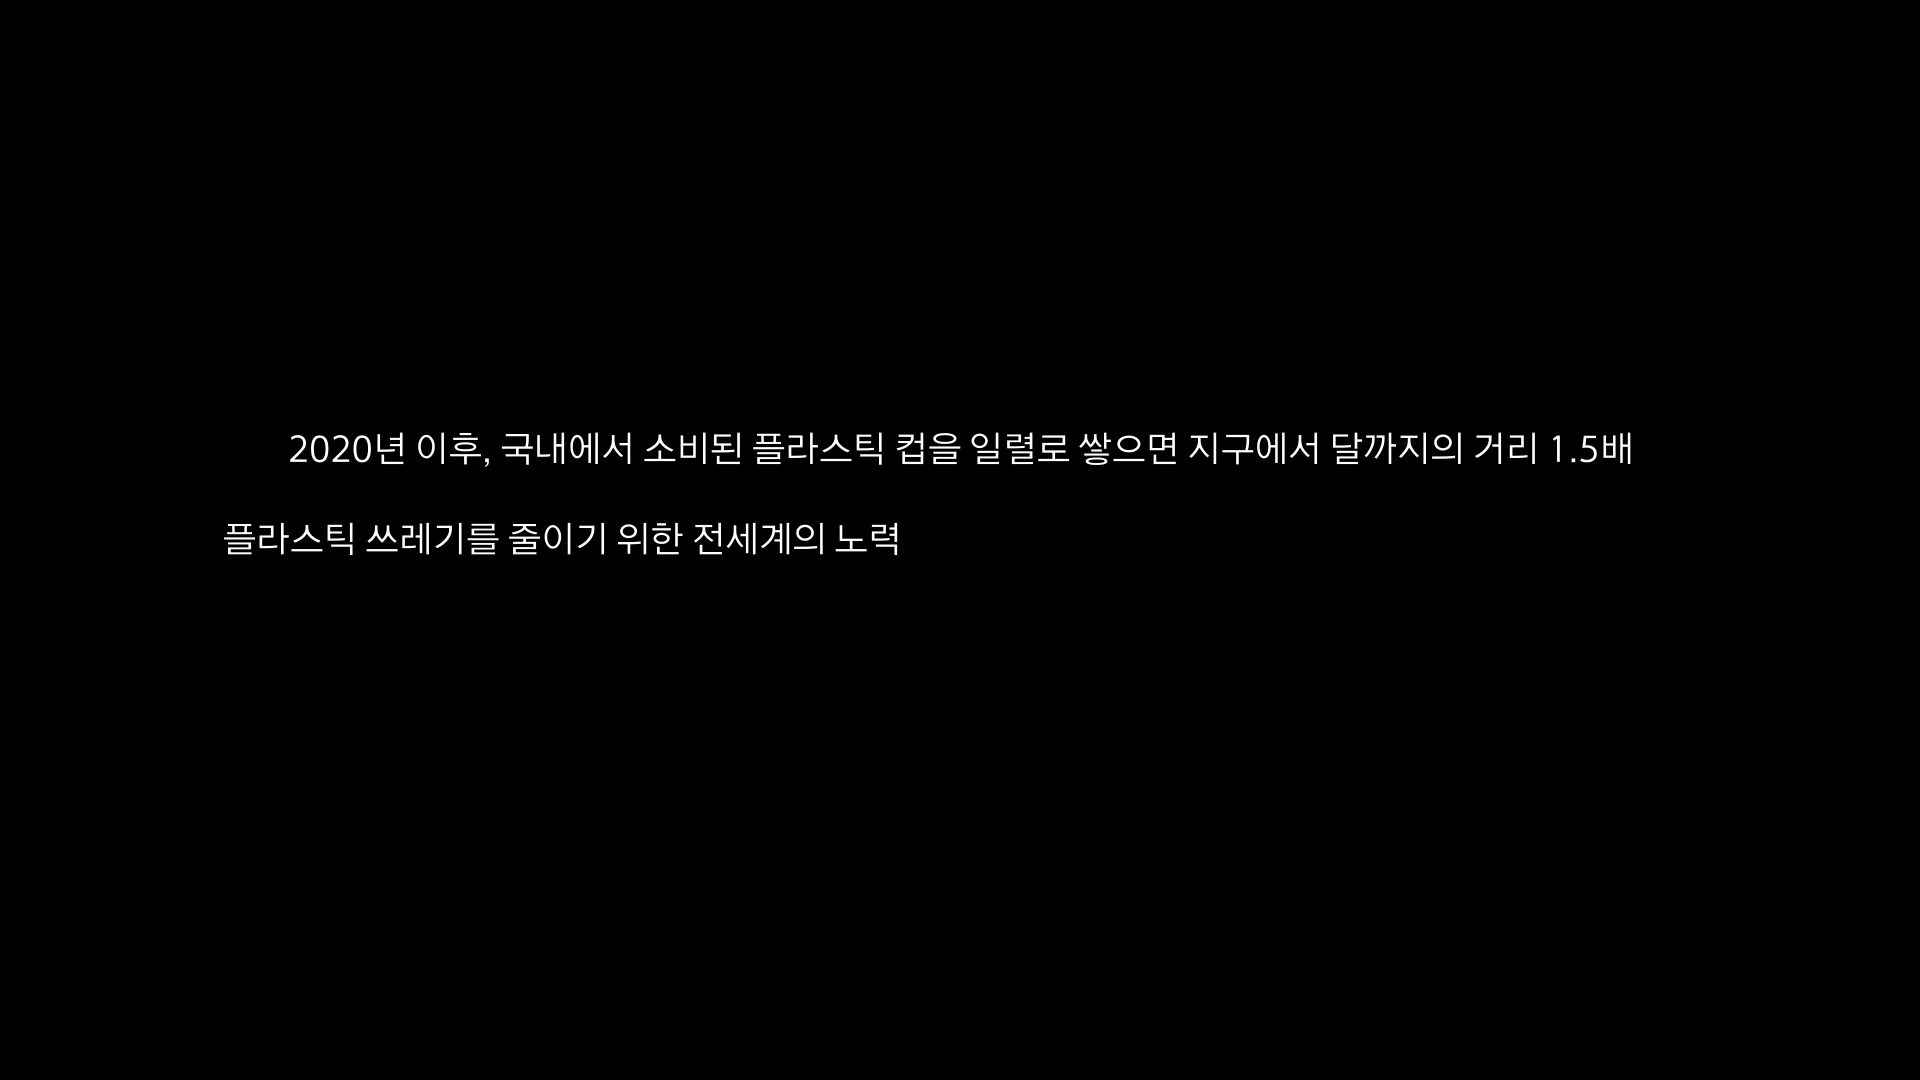 2020년 이후, 국내에서 소비된 플라스틱 컵을 일렬로 쌓으면 지구에서 달까지의 거리 1.5배
플라스틱 쓰레기를 줄이기 위한 전세계의 노력